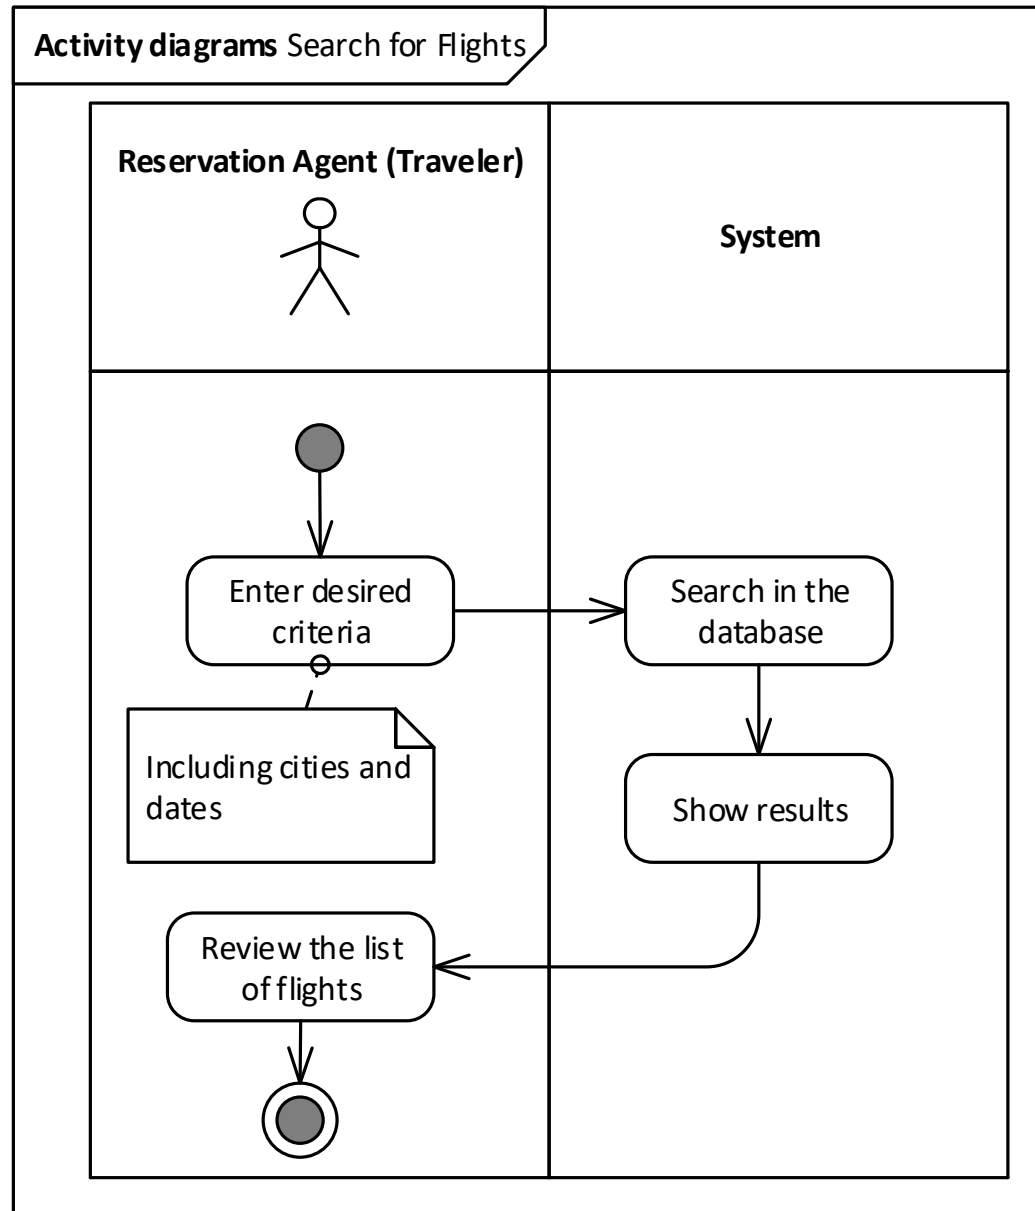 Activity diagrams Search for Flights
Reservation Agent (Traveler)
System
Enter desired
criteria
Search in the
database
Including cities and
dates
Show results
Review the list
of flights